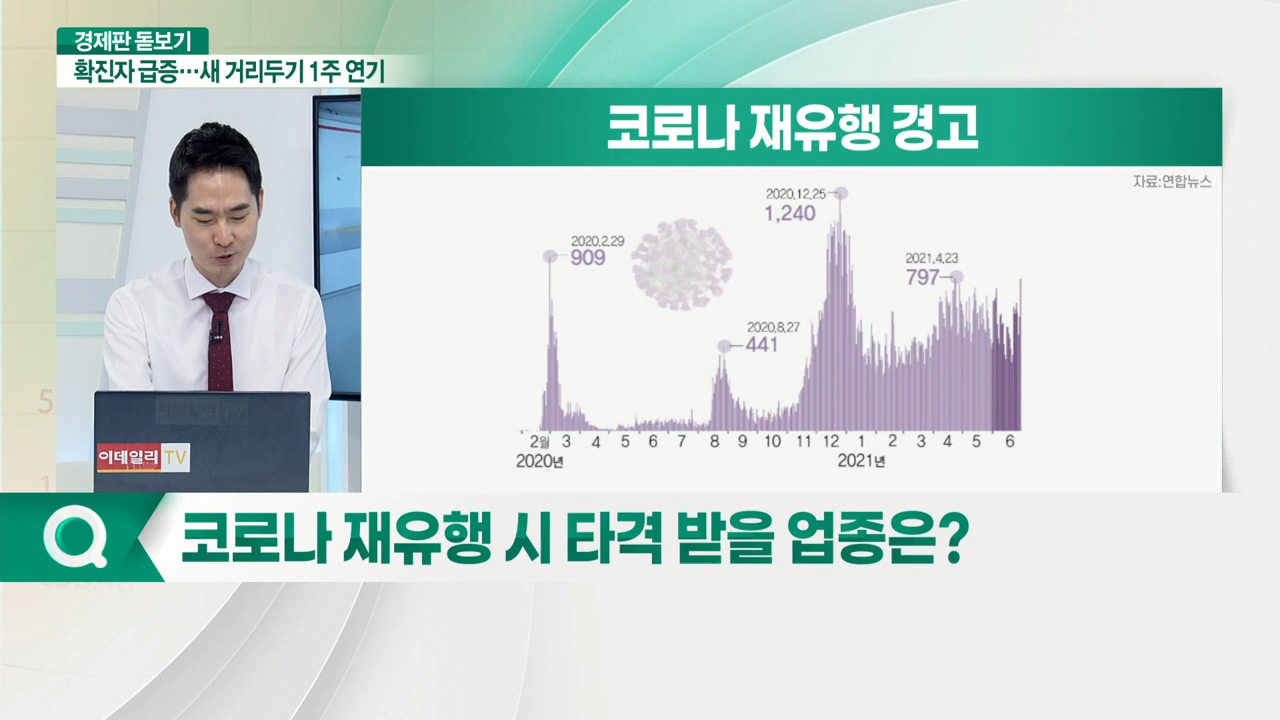 경제판 돋보기
확진자 급증…새 거리두기 1주 연기
코로나 재유행 경고
자료:연합뉴스
2020.12.25
1,240
2020.2.29
909
2021.4.23
797
2020.8.27
441
2월 3 4 5 6 7 8 9 10 11 12 1 2 3 4 5 6
2020년 2021년
이데일리 TV
5
1
코로나 재유행 시 타격 받을 업종은?